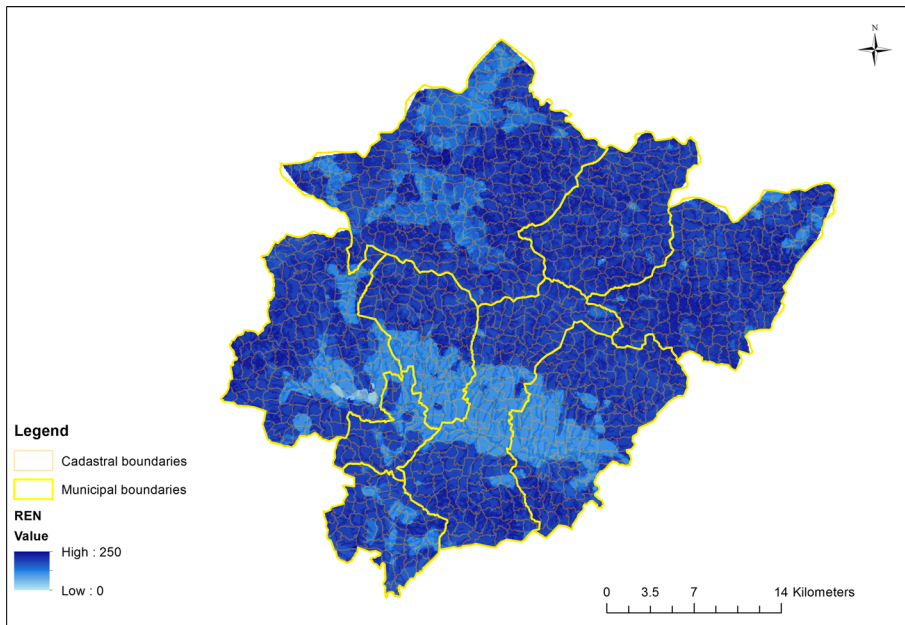 N
Legend
Cadastral boundaries
Municipal boundaries
REN
Value
High : 250
Low : 0
0 3.5 7 14 Kilometers